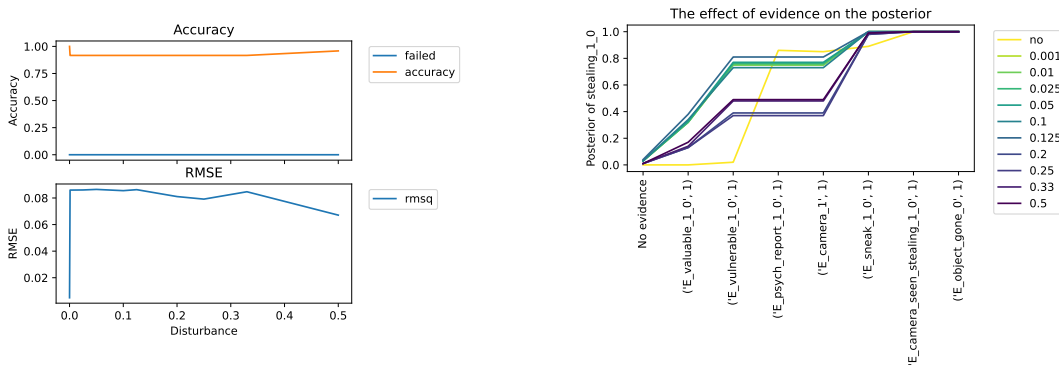 Accuracy
1.00
0.75
0.50
0.25
0.00
Accuracy
failed
accuracy
RMSE
0.08
0.06
0.04
0.02
RMSE
rmsq
0.0
0.1
0.2
0.3
0.4
0.5
Disturbance
The effect of evidence on the posterior
1.0
0.8
0.6
0.4
0.2
0.0
Posterior of stealing_1_0
No evidence
('E_valuable_1_0', 1)
('E_vulnerable_1_0', 1)
('E_psych_report_1_0', 1)
('E_camera_1', 1)
('E_sneak_1_0', 1)
'E_camera_seen_stealing_1_0', 1)
('E_object_gone_0', 1)
no
0.001
0.01
0.025
0.05
0.1
0.125
0.2
0.25
0.33
0.5